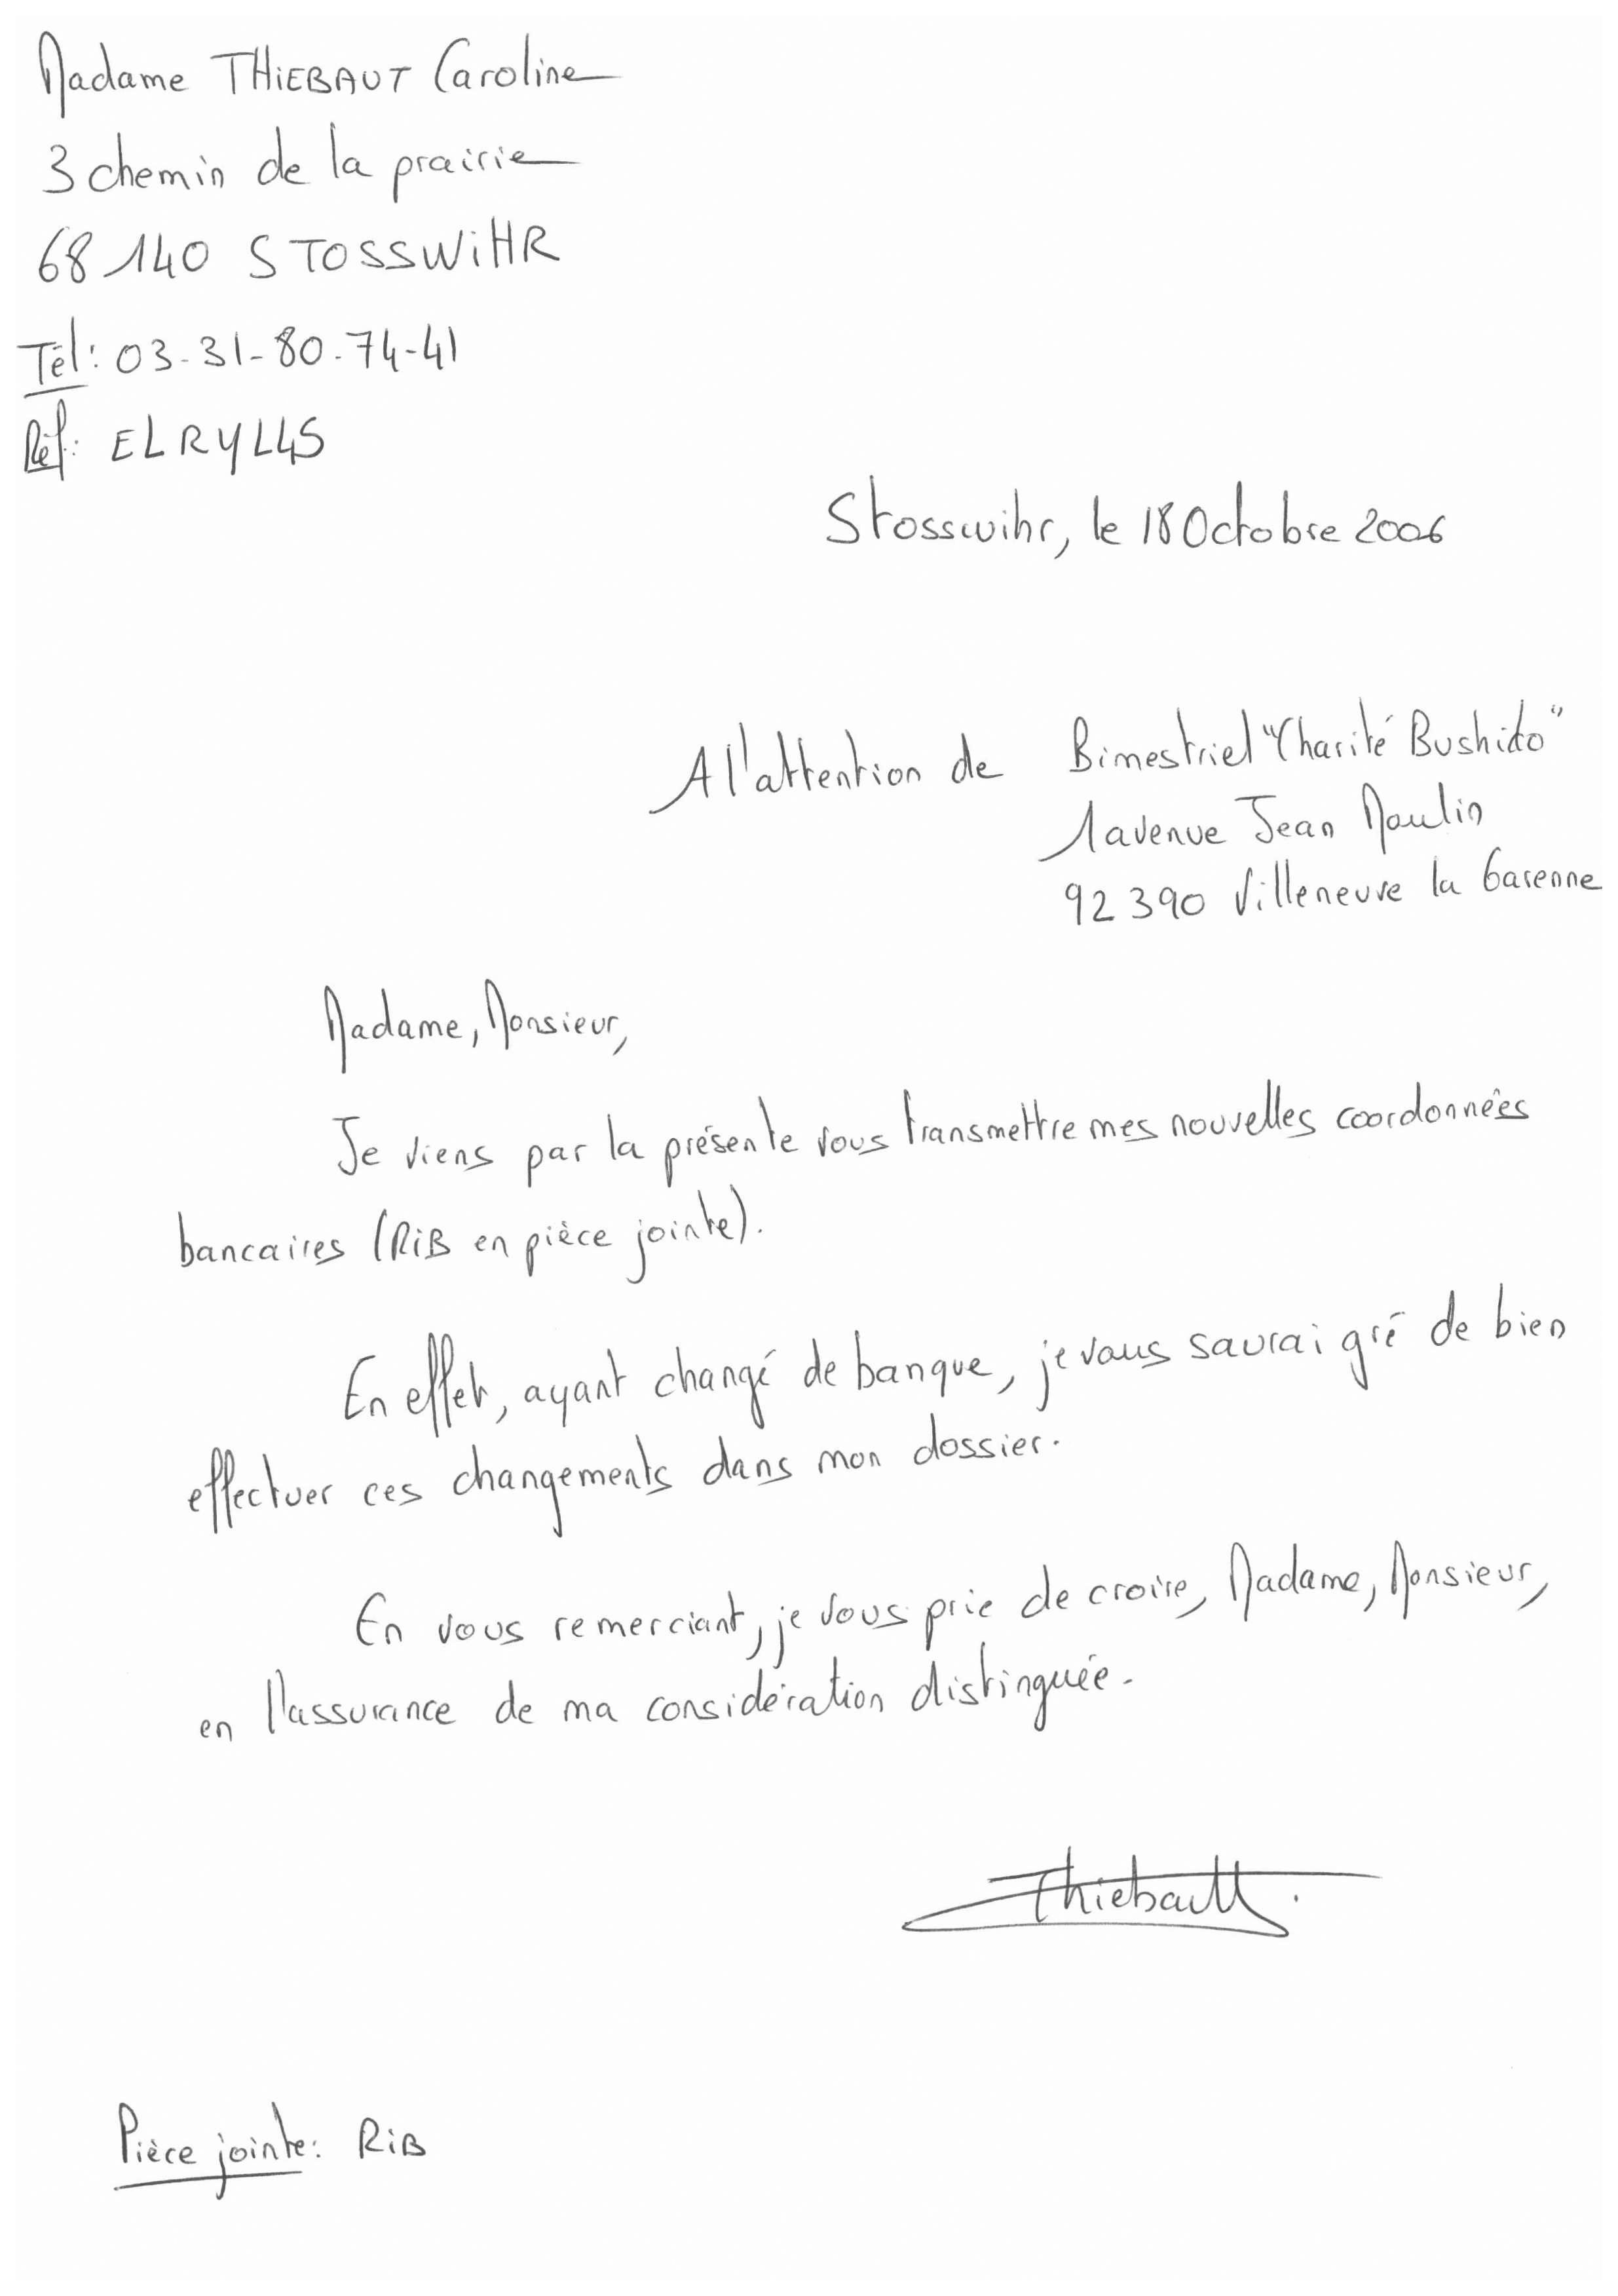 Madame THIEBAUT Caroline
3 chemin de la prairie
68 140 STOSSWIHR
Tél: 03-31-80-74-41
Réf: ELRYL45
Stosswihr, le 18 Octobre 2006
A l'attention de Bimestriel "Charité Bushido"
1 avenue Jean Moulin
92 390 Villeneuve la Garenne
Madame, Monsieur,
Je viens par la présente vous transmettre mes nouvelles coordonnées
bancaires (RIB en pièce jointe).
En effet, ayant changé de banque, je vous saurai gré de bien
effectuer ces changements dans mon dossier.
En vous remerciant, je vous prie de croire, Madame, Monsieur,
en l'assurance de ma considération distinguée.
Thiebault
Pièce jointe: RIB